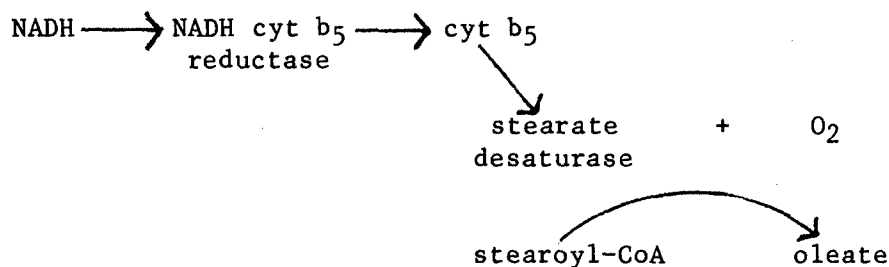 NADH → NADH cyt b5 → cyt b5
reductase
stearate + O2
desaturase
stearoyl-CoA oleate